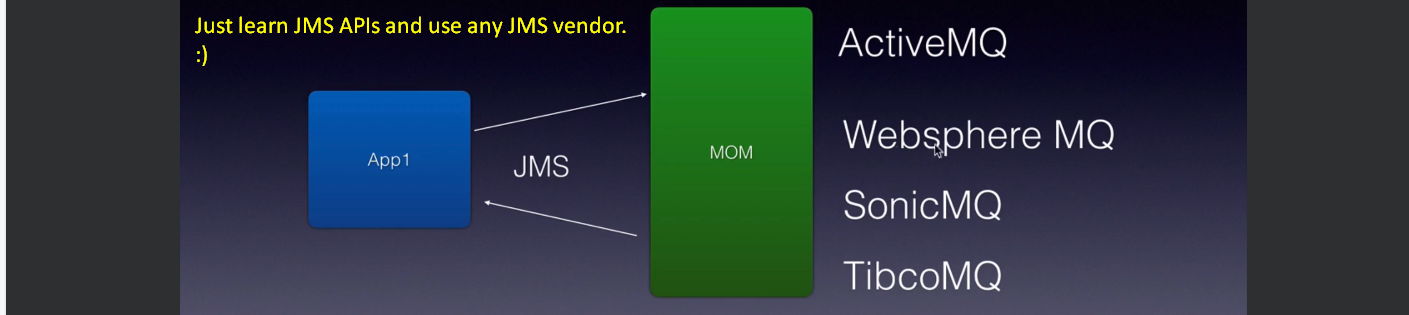 Just learn JMS APIs and use any JMS vendor.
:)
App1
JMS
MOM
ActiveMQ
Websphere MQ
SonicMQ
TibcoMQ